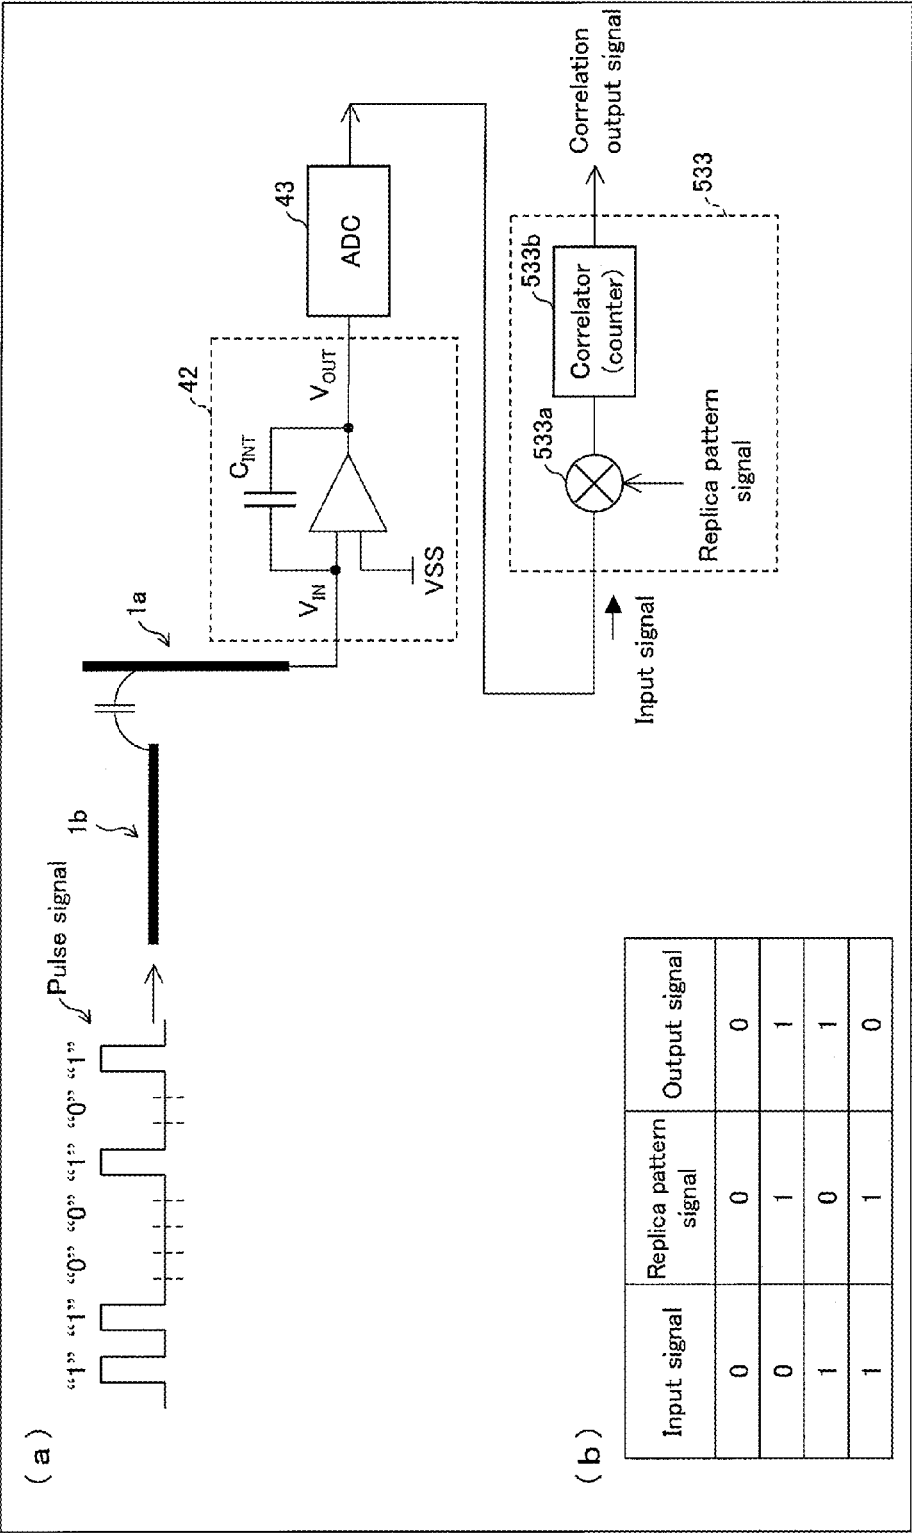 (a)
"1" "1" "0" "0" "1" "0" "1"
Pulse signal
1b
1a
42
C_INT
V_IN
V_OUT
VSS
43
ADC
Input signal
533a
Replica pattern
signal
533b
Correlator
(counter)
533
Correlation
output signal
(b)
Input signal | Replica pattern signal | Output signal
0 | 0 | 0
0 | 1 | 1
1 | 0 | 1
1 | 1 | 0